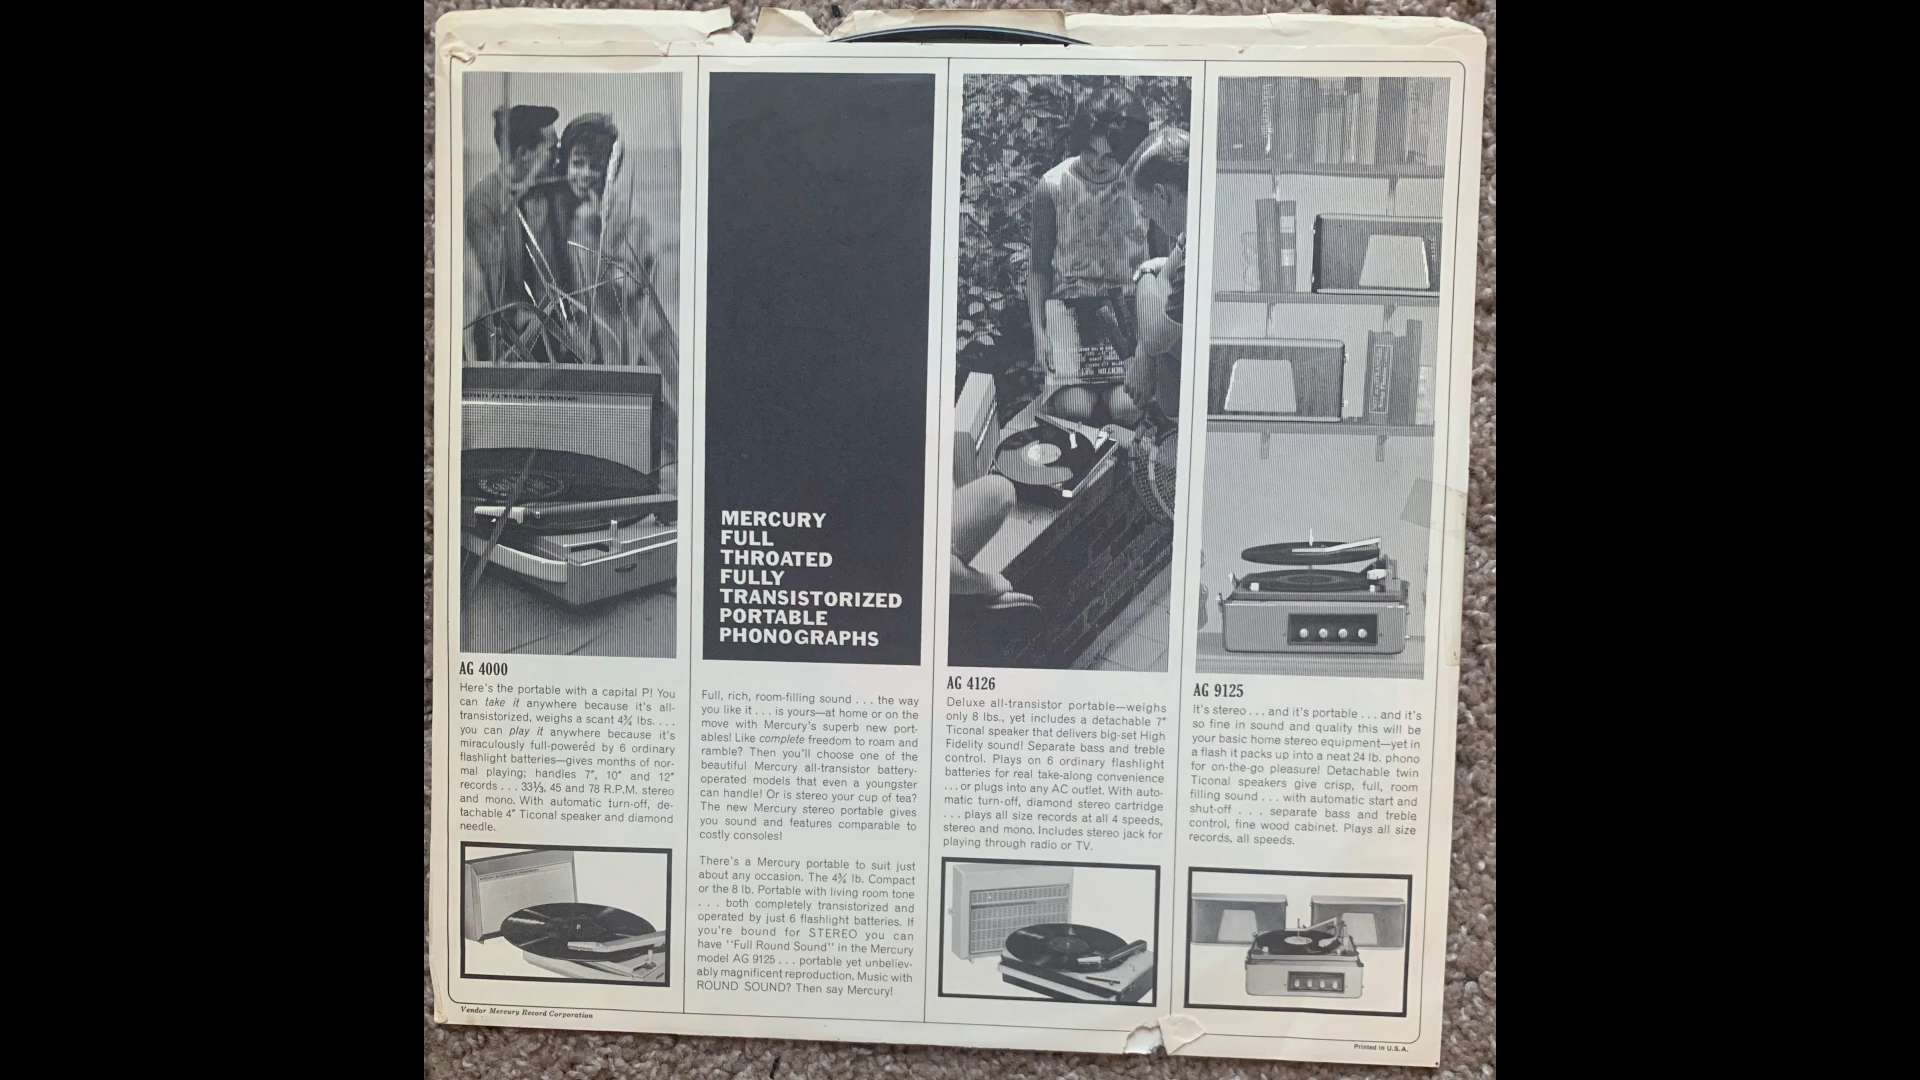 AG 4000
Here's the portable with a capital P! You
can take it anywhere because it's all-
transistorized, weighs a scant 4¾ lbs. . . .
you can play it anywhere because it's
miraculously full-powered by 6 ordinary
flashlight batteries—gives months of nor-
mal playing; handles 7″, 10″ and 12″
records . . . 33⅓, 45 and 78 R.P.M. stereo
and mono. With automatic turn-off, de-
tachable 4″ Ticonal speaker and diamond
needle.
MERCURY
FULL
THROATED
FULLY
TRANSISTORIZED
PORTABLE
PHONOGRAPHS
Full, rich, room-filling sound . . . the way
you like it . . . is yours—at home or on the
move with Mercury's superb new port-
ables! Like complete freedom to roam and
ramble? Then you'll choose one of the
beautiful Mercury all-transistor battery-
operated models that even a youngster
can handle! Or is stereo your cup of tea?
The new Mercury stereo portable gives
you sound and features comparable to
costly consoles!
There's a Mercury portable to suit just
about any occasion. The 4¾ lb. Compact
or the 8 lb. Portable with living room tone
. . . both completely transistorized and
operated by just 6 flashlight batteries. If
you're bound for STEREO you can
have "Full Round Sound" in the Mercury
model AG 9125 . . . portable yet unbeliev-
ably magnificent reproduction. Music with
ROUND SOUND? Then say Mercury!
AG 4126
Deluxe all-transistor portable—weighs
only 8 lbs., yet includes a detachable 7″
Ticonal speaker that delivers big-set High
Fidelity sound! Separate bass and treble
control. Plays on 6 ordinary flashlight
batteries for real take-along convenience
. . . or plugs into any AC outlet. With auto-
matic turn-off, diamond stereo cartridge
. . . plays all size records at all 4 speeds,
stereo and mono. Includes stereo jack for
playing through radio or TV.
AG 9125
It's stereo . . . and it's portable . . . and it's
so fine in sound and quality this will be
your basic home stereo equipment—yet in
a flash it packs up into a neat 24 lb. phono
for on-the-go pleasure! Detachable twin
Ticonal speakers give crisp, full, room
filling sound . . . with automatic start and
shut-off . . . separate bass and treble
control, fine wood cabinet. Plays all size
records, all speeds.
Vendor Mercury Record Corporation
Printed in U.S.A.